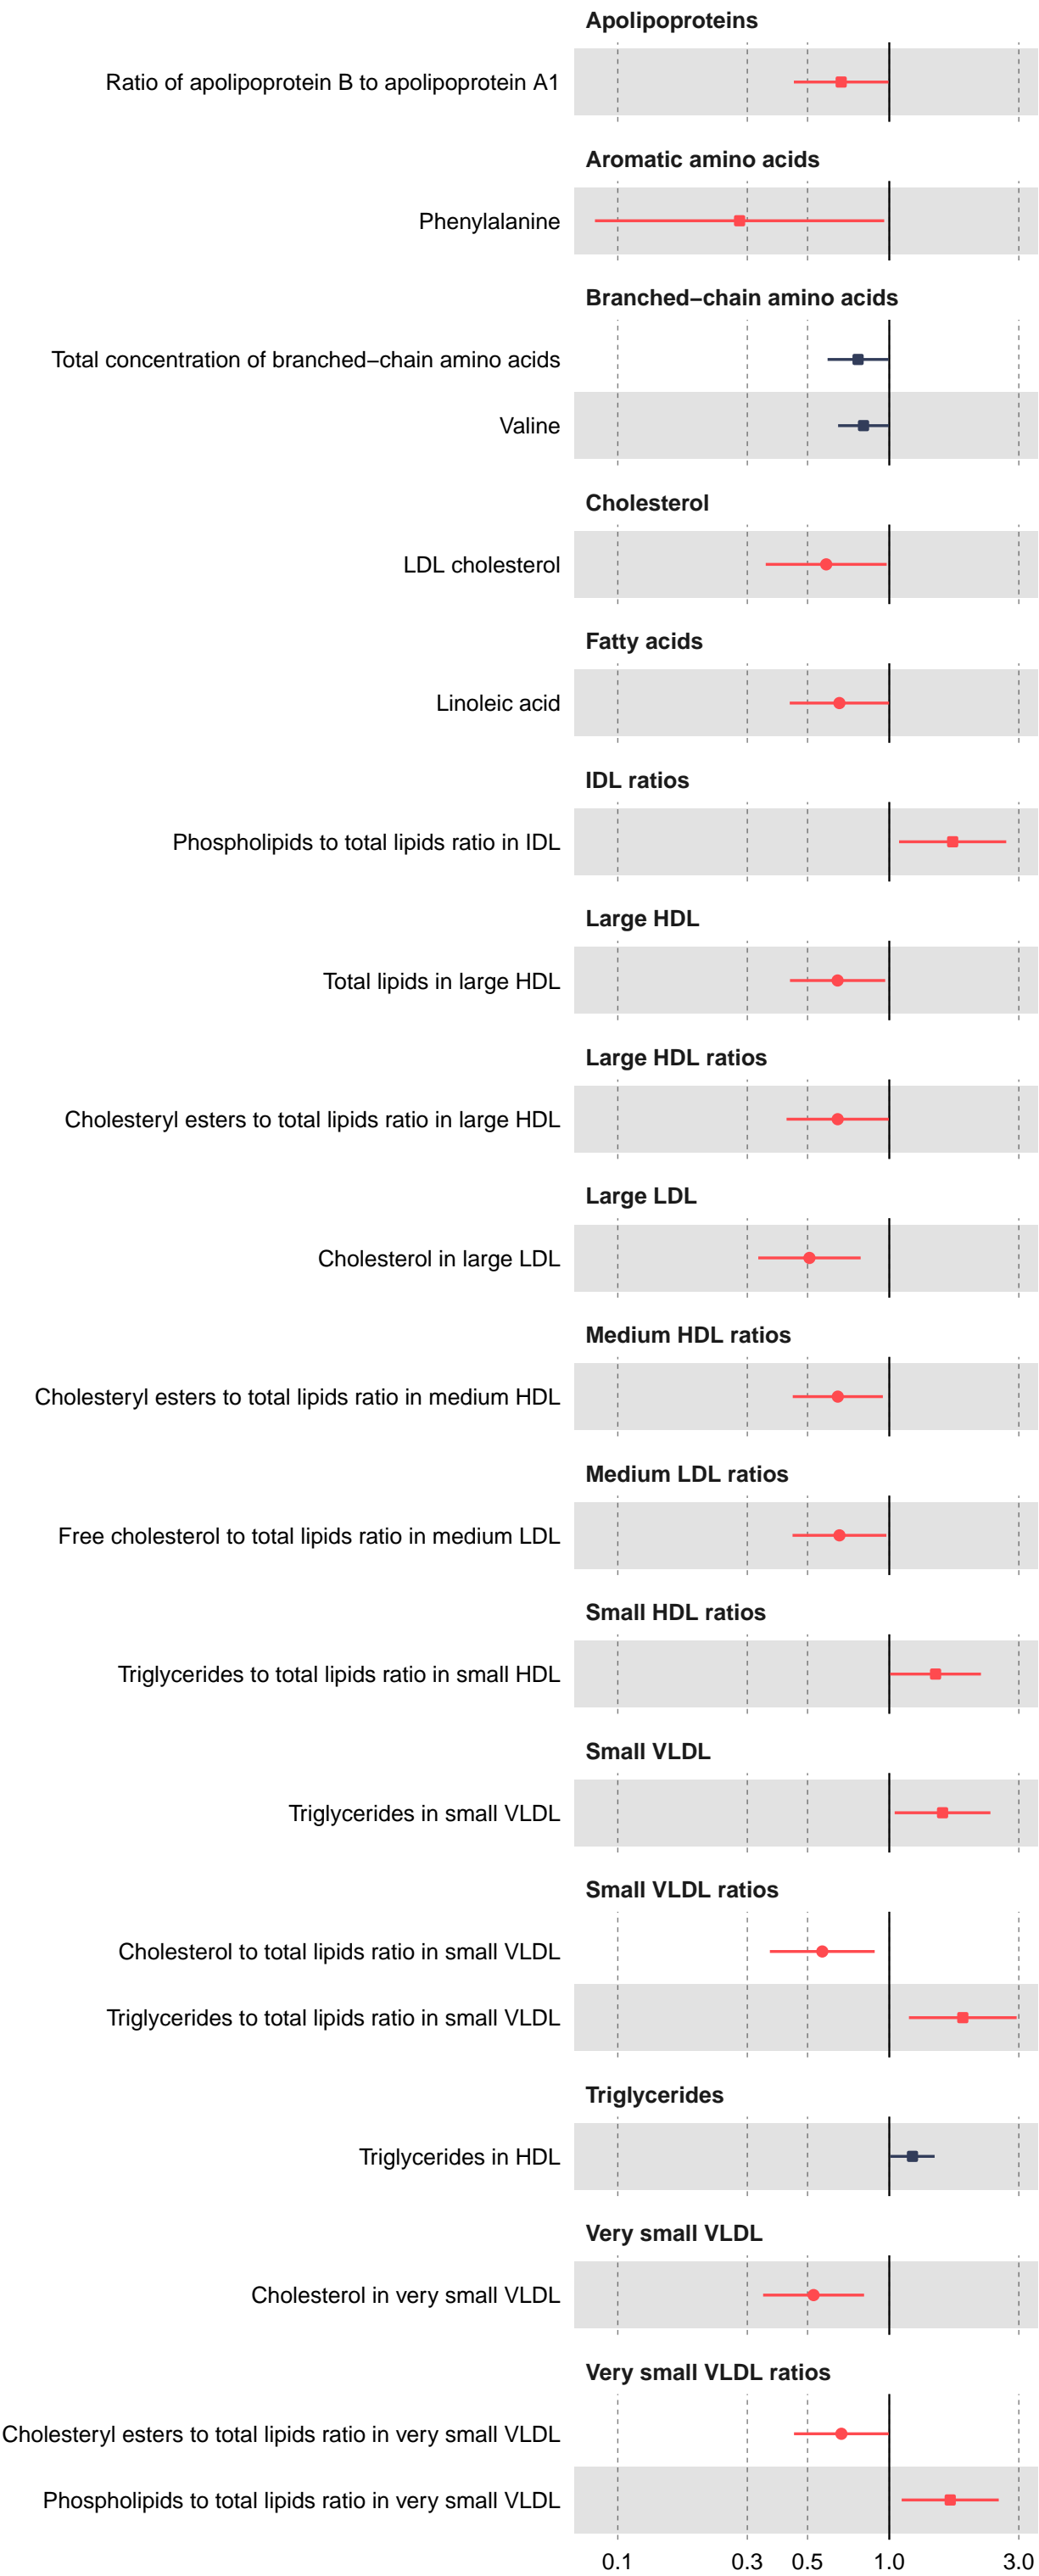 Apolipoproteins
Ratio of apolipoprotein B to apolipoprotein A1
Aromatic amino acids
Phenylalanine
Branched−chain amino acids
Total concentration of branched−chain amino acids
Valine
Cholesterol
LDL cholesterol
Fatty acids
Linoleic acid
IDL ratios
Phospholipids to total lipids ratio in IDL
Large HDL
Total lipids in large HDL
Large HDL ratios
Cholesteryl esters to total lipids ratio in large HDL
Large LDL
Cholesterol in large LDL
Medium HDL ratios
Cholesteryl esters to total lipids ratio in medium HDL
Medium LDL ratios
Free cholesterol to total lipids ratio in medium LDL
Small HDL ratios
Triglycerides to total lipids ratio in small HDL
Small VLDL
Triglycerides in small VLDL
Small VLDL ratios
Cholesterol to total lipids ratio in small VLDL
Triglycerides to total lipids ratio in small VLDL
Triglycerides
Triglycerides in HDL
Very small VLDL
Cholesterol in very small VLDL
Very small VLDL ratios
Cholesteryl esters to total lipids ratio in very small VLDL
Phospholipids to total lipids ratio in very small VLDL
0.1 0.3 0.5 1.0 3.0